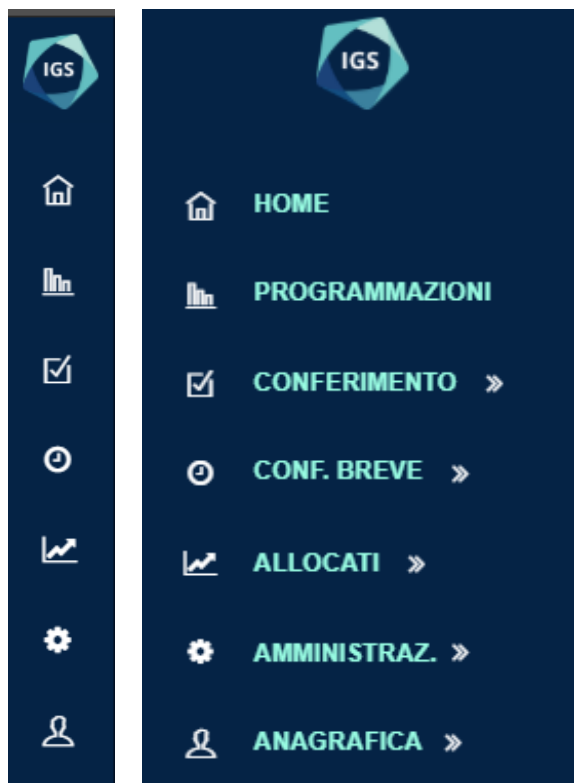 IGS
IGS
HOME
PROGRAMMAZIONI
CONFERIMENTO »
CONF. BREVE »
ALLOCATI »
AMMINISTRAZ. »
ANAGRAFICA »